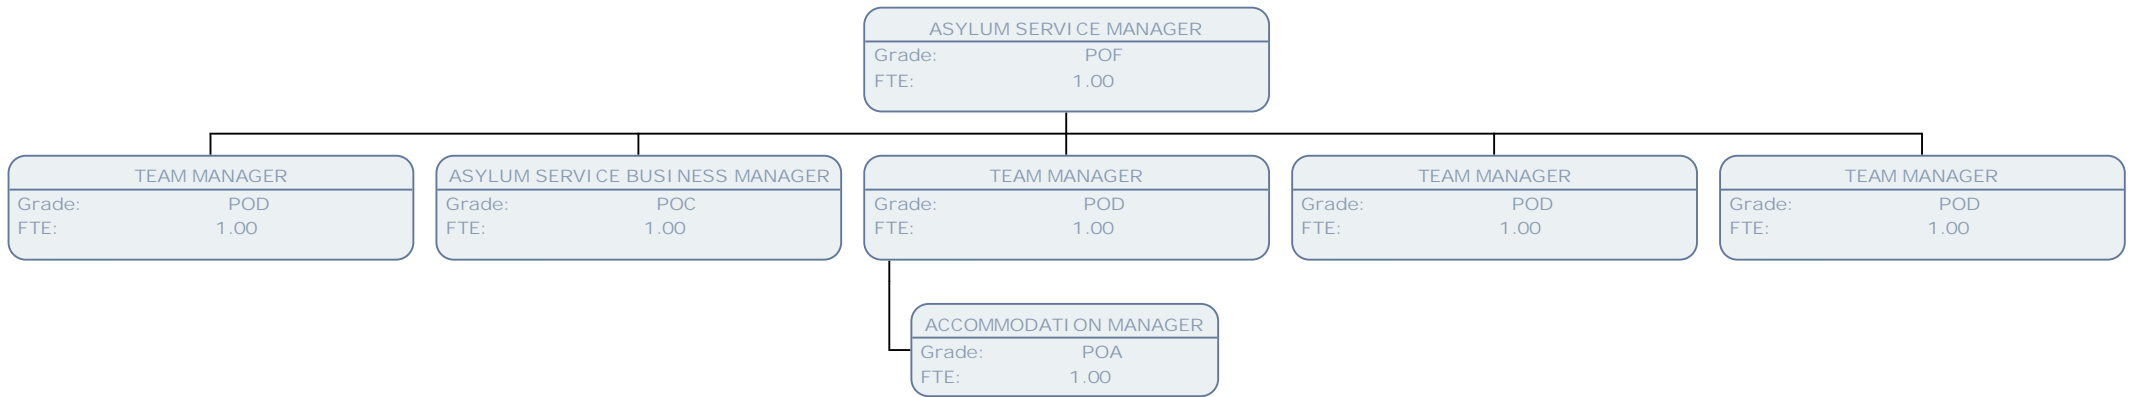 ASYLUM SERVICE MANAGER
Grade: POF
FTE: 1.00
TEAM MANAGER
Grade: POD
FTE: 1.00
ASYLUM SERVICE BUSINESS MANAGER
Grade: POC
FTE: 1.00
TEAM MANAGER
Grade: POD
FTE: 1.00
TEAM MANAGER
Grade: POD
FTE: 1.00
TEAM MANAGER
Grade: POD
FTE: 1.00
ACCOMMODATION MANAGER
Grade: POA
FTE: 1.00